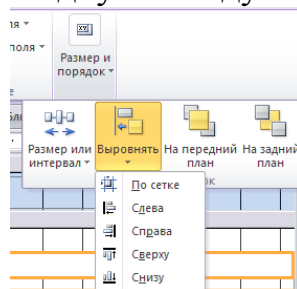 ля
поля
Размер и
порядок
Размер или
интервал
Выровнять
На передний
план
На задний
план
По сетке
Слева
Справа
Сверху
Снизу